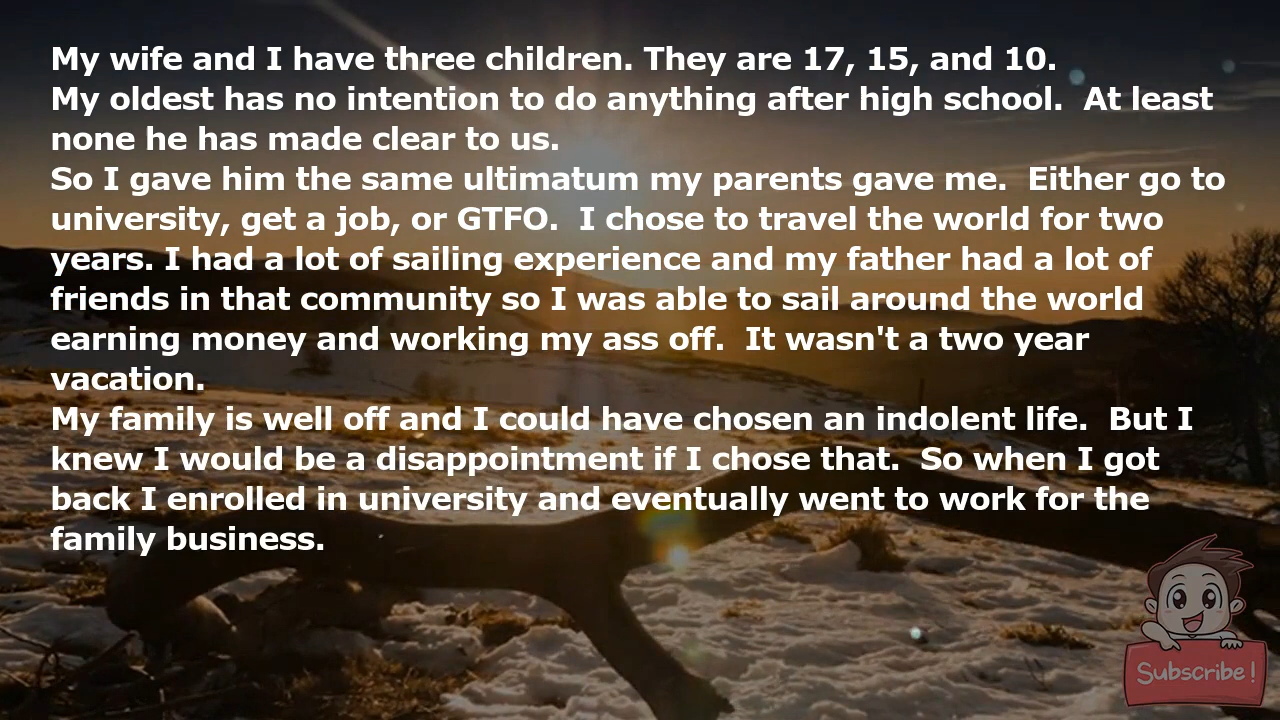 My wife and I have three children. They are 17, 15, and 10.
My oldest has no intention to do anything after high school.  At least
none he has made clear to us.
So I gave him the same ultimatum my parents gave me.  Either go to
university, get a job, or GTFO.  I chose to travel the world for two
years. I had a lot of sailing experience and my father had a lot of
friends in that community so I was able to sail around the world
earning money and working my ass off.  It wasn't a two year
vacation.
My family is well off and I could have chosen an indolent life.  But I
knew I would be a disappointment if I chose that.  So when I got
back I enrolled in university and eventually went to work for the
family business.
Subscribe!